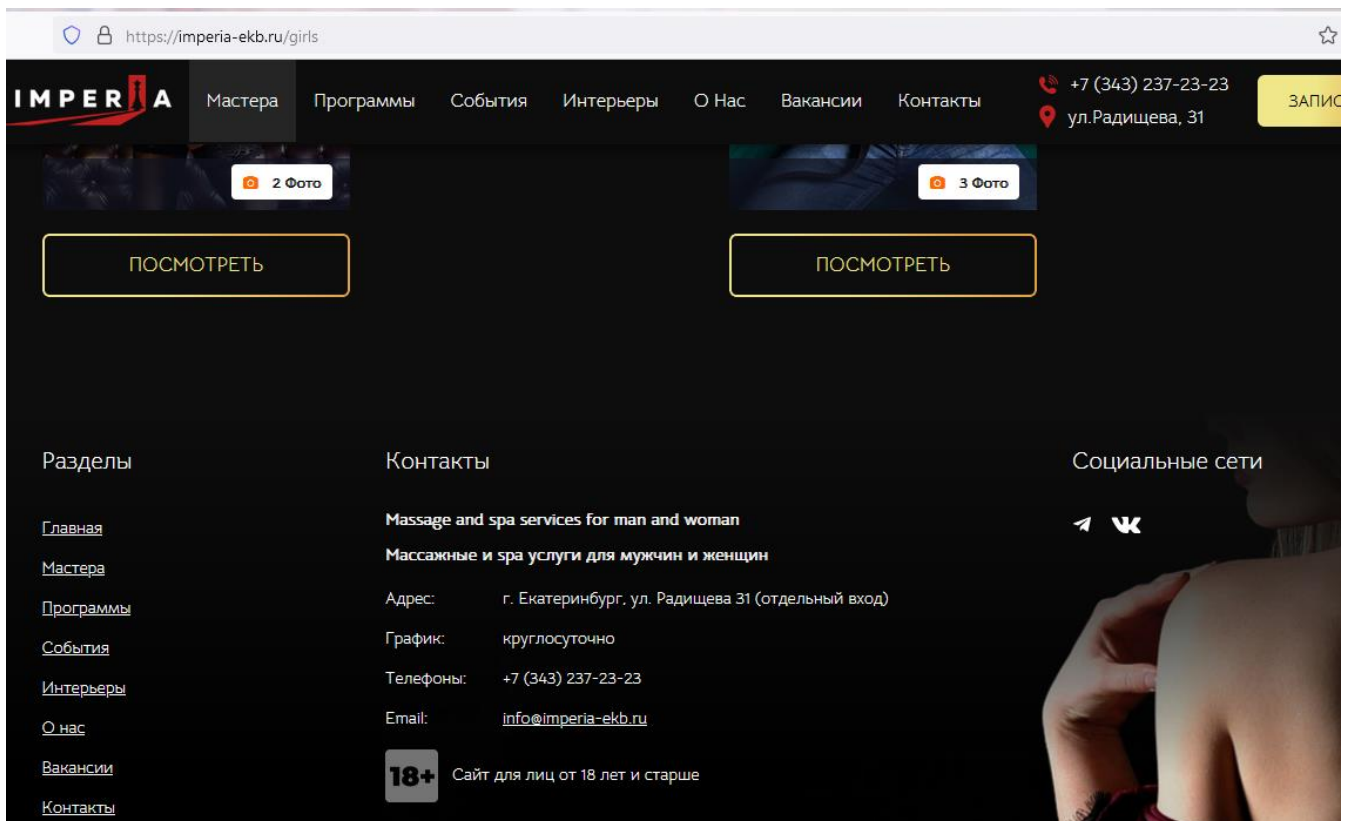 https://imperia-ekb.ru/girls
IMPERIA
Мастера
Программы
События
Интерьеры
О Нас
Вакансии
Контакты
+7 (343) 237-23-23
ул.Радищева, 31
ЗАПИС
2 Фото
3 Фото
ПОСМОТРЕТЬ
ПОСМОТРЕТЬ
Разделы
Главная
Мастера
Программы
События
Интерьеры
О нас
Вакансии
Контакты
Контакты
Massage and spa services for man and woman
Массажные и spa услуги для мужчин и женщин
Адрес: г. Екатеринбург, ул. Радищева 31 (отдельный вход)
График: круглосуточно
Телефоны: +7 (343) 237-23-23
Email: info@imperia-ekb.ru
18+ Сайт для лиц от 18 лет и старше
Социальные сети